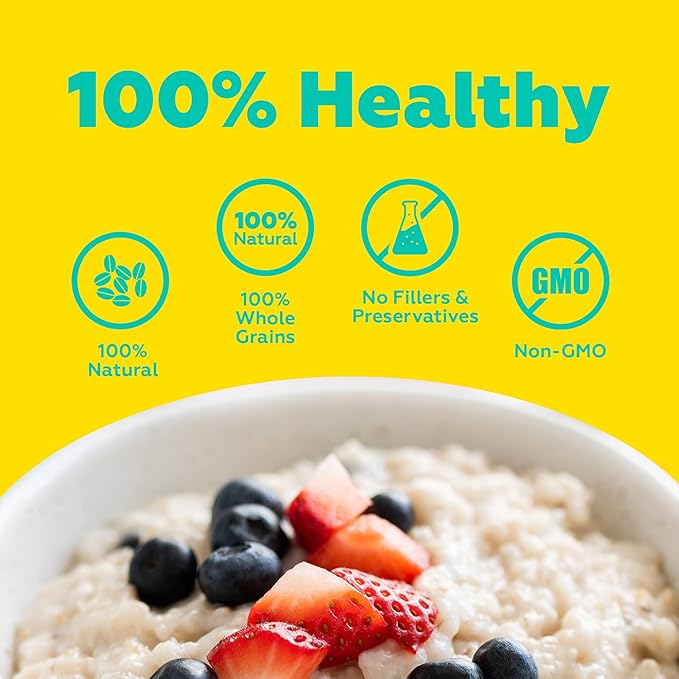 100% Healthy
100%
Natural
100%
Natural
100%
Whole
Grains
No Fillers &
Preservatives
GMO
Non-GMO